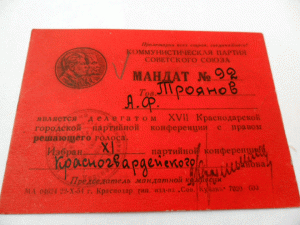 Пролетарии всех стран, соединяйтесь!
КОММУНИСТИЧЕСКАЯ ПАРТИЯ
СОВЕТСКОГО СОЮЗА
МАНДАТ № 92
Тов. Троянов
А.Ф.
является делегатом XVII Краснодарской
городской партийной конференции с правом
решающего голоса.
Избран XI партийной конференцией
Красногвардейского
Председатель мандатной комиссии